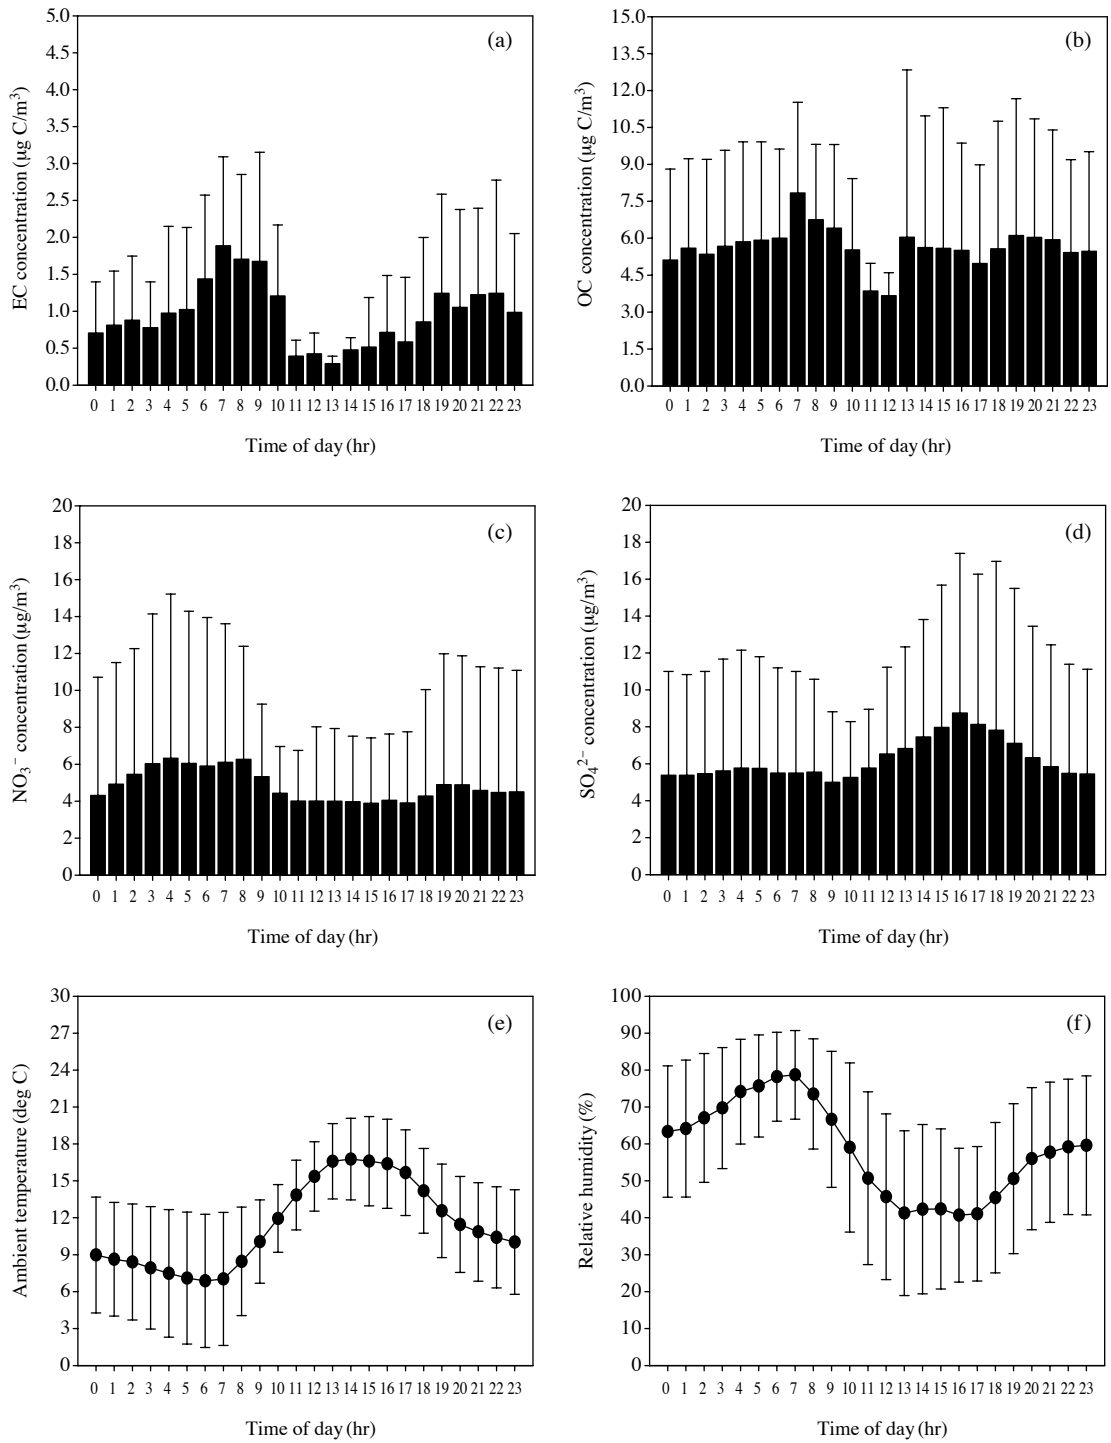 (a)
EC concentration (μg C/m³)
5.0
4.5
4.0
3.5
3.0
2.5
2.0
1.5
1.0
0.5
0.0
0 1 2 3 4 5 6 7 8 9 10 11 12 13 14 15 16 17 18 19 20 21 22 23
Time of day (hr)
(b)
OC concentration (μg C/m³)
15.0
13.5
12.0
10.5
9.0
7.5
6.0
4.5
3.0
1.5
0.0
0 1 2 3 4 5 6 7 8 9 10 11 12 13 14 15 16 17 18 19 20 21 22 23
Time of day (hr)
(c)
NO₃⁻ concentration (μg/m³)
20
18
16
14
12
10
8
6
4
2
0
0 1 2 3 4 5 6 7 8 9 10 11 12 13 14 15 16 17 18 19 20 21 22 23
Time of day (hr)
(d)
SO₄²⁻ concentration (μg/m³)
20
18
16
14
12
10
8
6
4
2
0
0 1 2 3 4 5 6 7 8 9 10 11 12 13 14 15 16 17 18 19 20 21 22 23
Time of day (hr)
(e)
Ambient temperature (deg C)
30
27
24
21
18
15
12
9
6
3
0
0 1 2 3 4 5 6 7 8 9 10 11 12 13 14 15 16 17 18 19 20 21 22 23
Time of day (hr)
(f)
Relative humidity (%)
100
90
80
70
60
50
40
30
20
10
0
0 1 2 3 4 5 6 7 8 9 10 11 12 13 14 15 16 17 18 19 20 21 22 23
Time of day (hr)